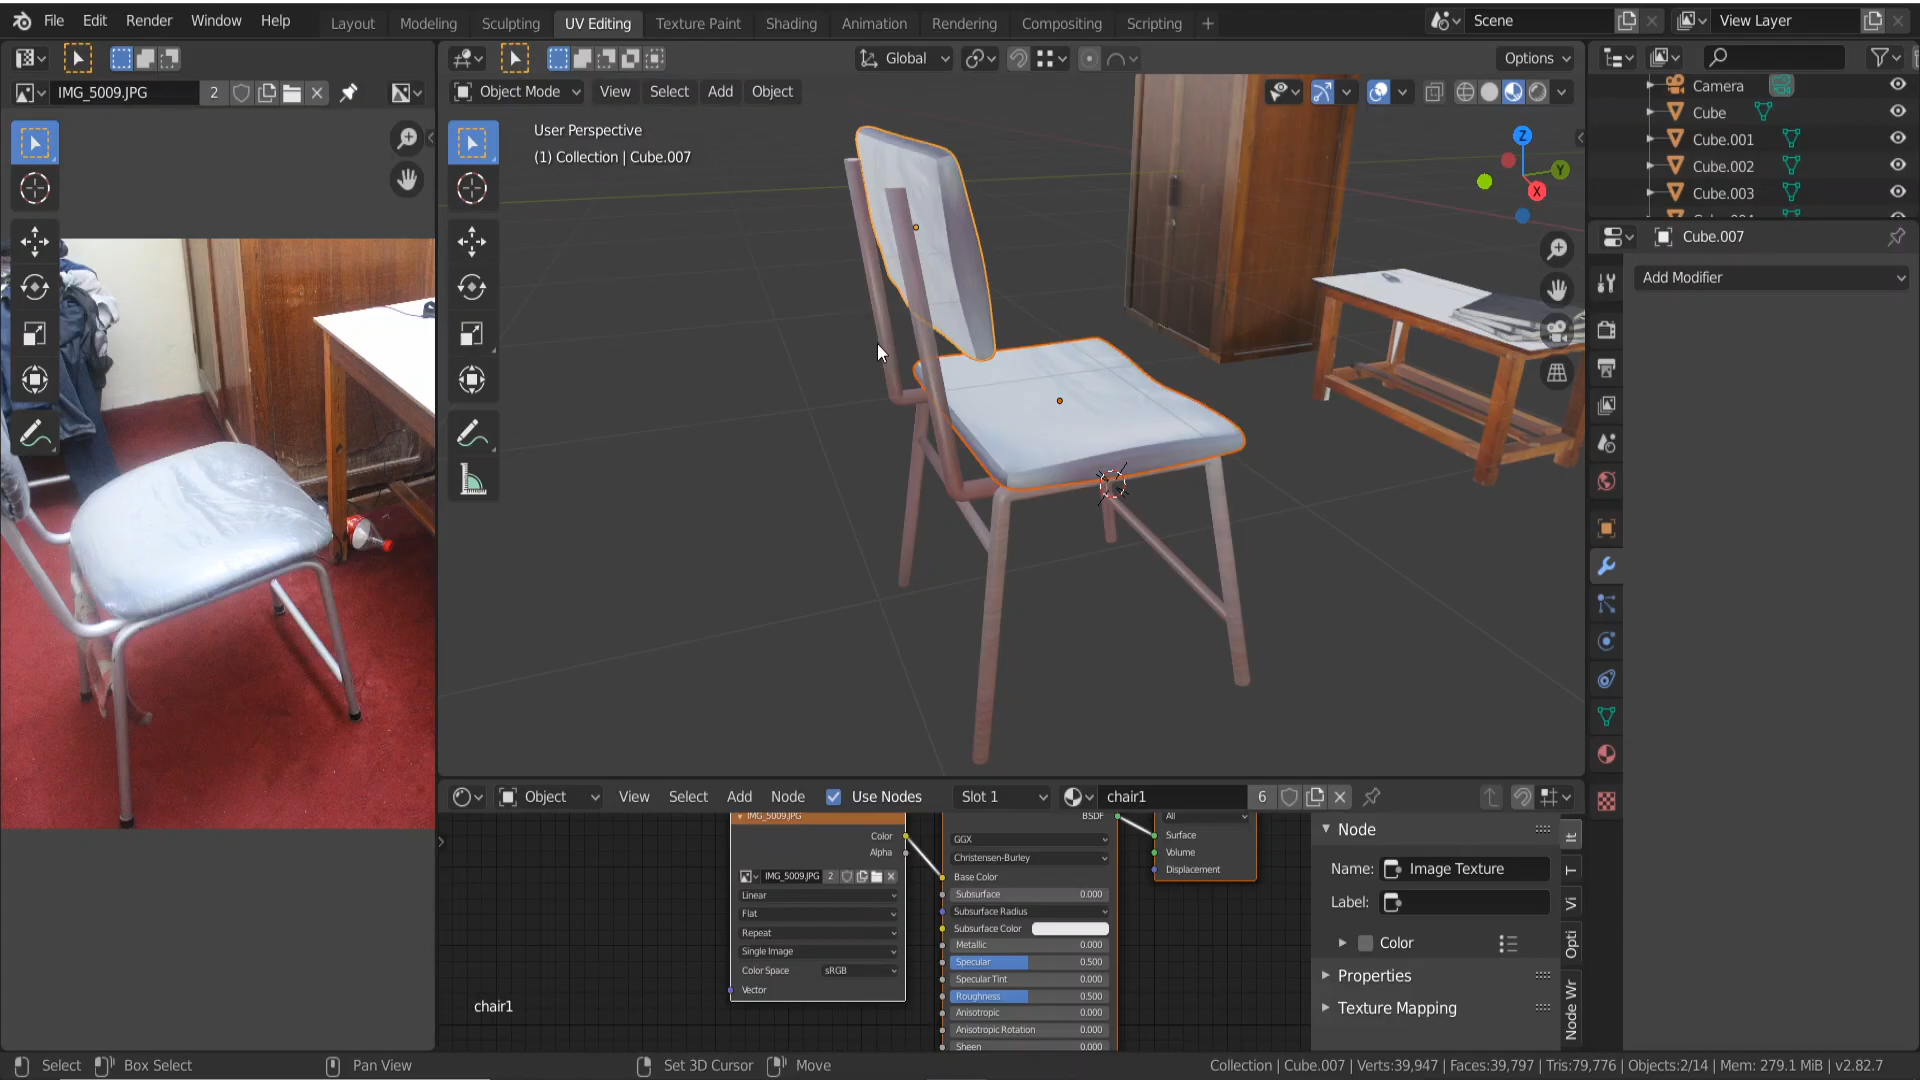 File Edit Render Window Help Layout Modeling Sculpting UV Editing Texture Paint Shading Animation Rendering Compositing Scripting + Scene View Layer
Global Options
IMG_5009.JPG 2 Object Mode View Select Add Object
User Perspective
(1) Collection | Cube.007
Z
Y
X
Camera
Cube
Cube.001
Cube.002
Cube.003
Cube.007
Add Modifier
Object View Select Add Node Use Nodes Slot 1 chair1 6
IMG_5009.JPG
Color
Alpha
IMG_5009.JPG 2
Linear
Flat
Repeat
Single Image
Color Space sRGB
Vector
BSDF
GGX
Christensen-Burley
Base Color
Subsurface 0.000
Subsurface Radius
Subsurface Color
Metallic 0.000
Specular 0.500
Specular Tint 0.000
Roughness 0.500
Anisotropic 0.000
Anisotropic Rotation 0.000
Sheen 0.000
All
Surface
Volume
Displacement
Node
Name: Image Texture
Label:
Color
Properties
Texture Mapping
It
T
Vi
Opti
Node Wr
chair1
Select Box Select Pan View Set 3D Cursor Move Collection | Cube.007 | Verts:39,947 | Faces:39,797 | Tris:79,776 | Objects:2/14 | Mem: 279.1 MiB | v2.82.7